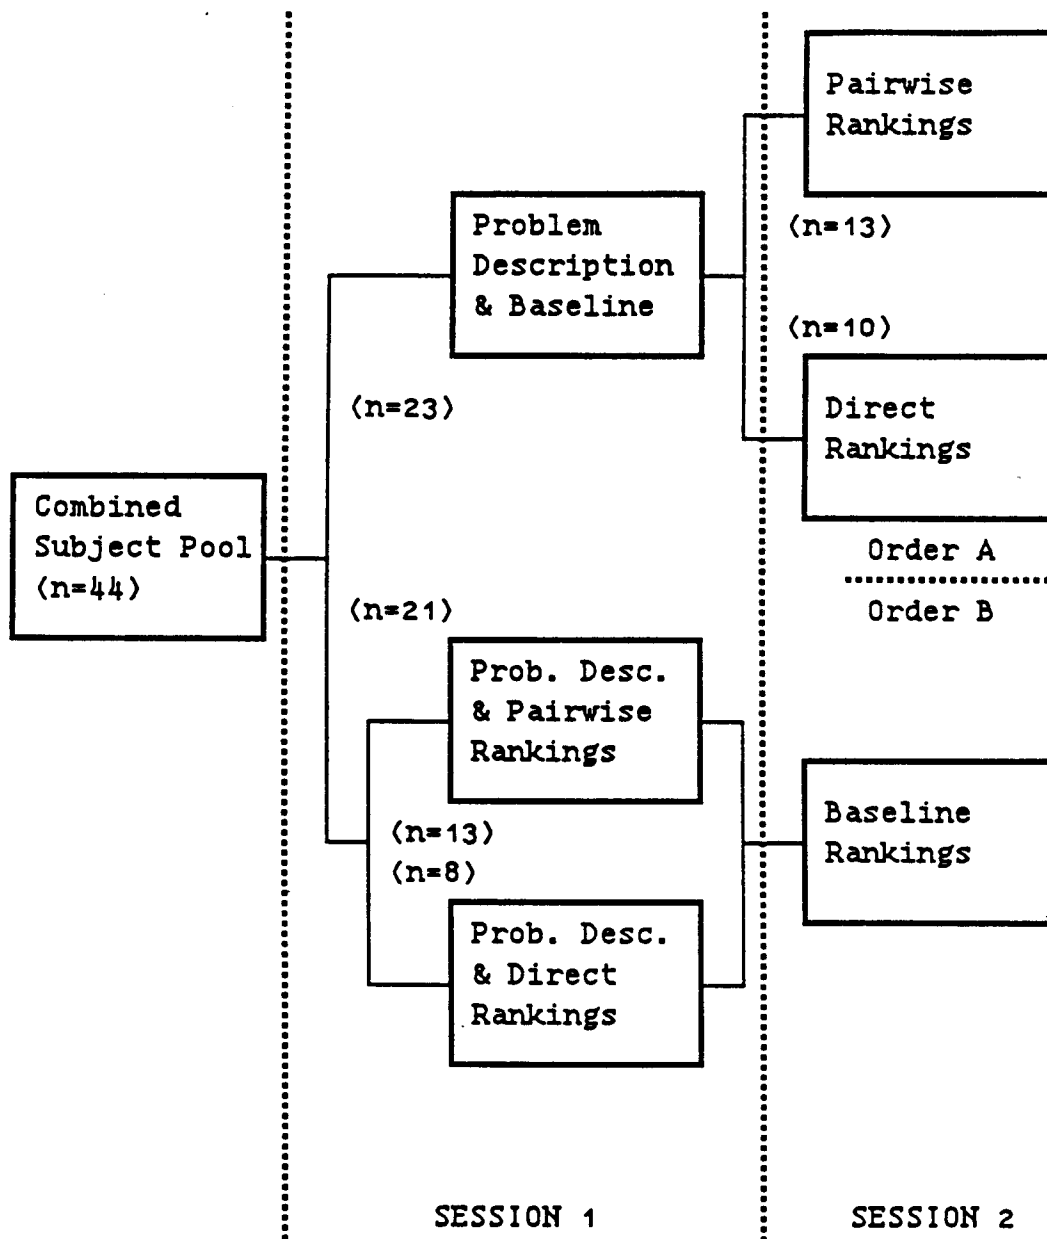 Pairwise
Rankings
(n=13)
Problem
Description
& Baseline
(n=10)
Direct
Rankings
(n=23)
Combined
Subject Pool
(n=44)
Order A
Order B
(n=21)
Prob. Desc.
& Pairwise
Rankings
(n=13)
(n=8)
Prob. Desc.
& Direct
Rankings
Baseline
Rankings
SESSION 1
SESSION 2